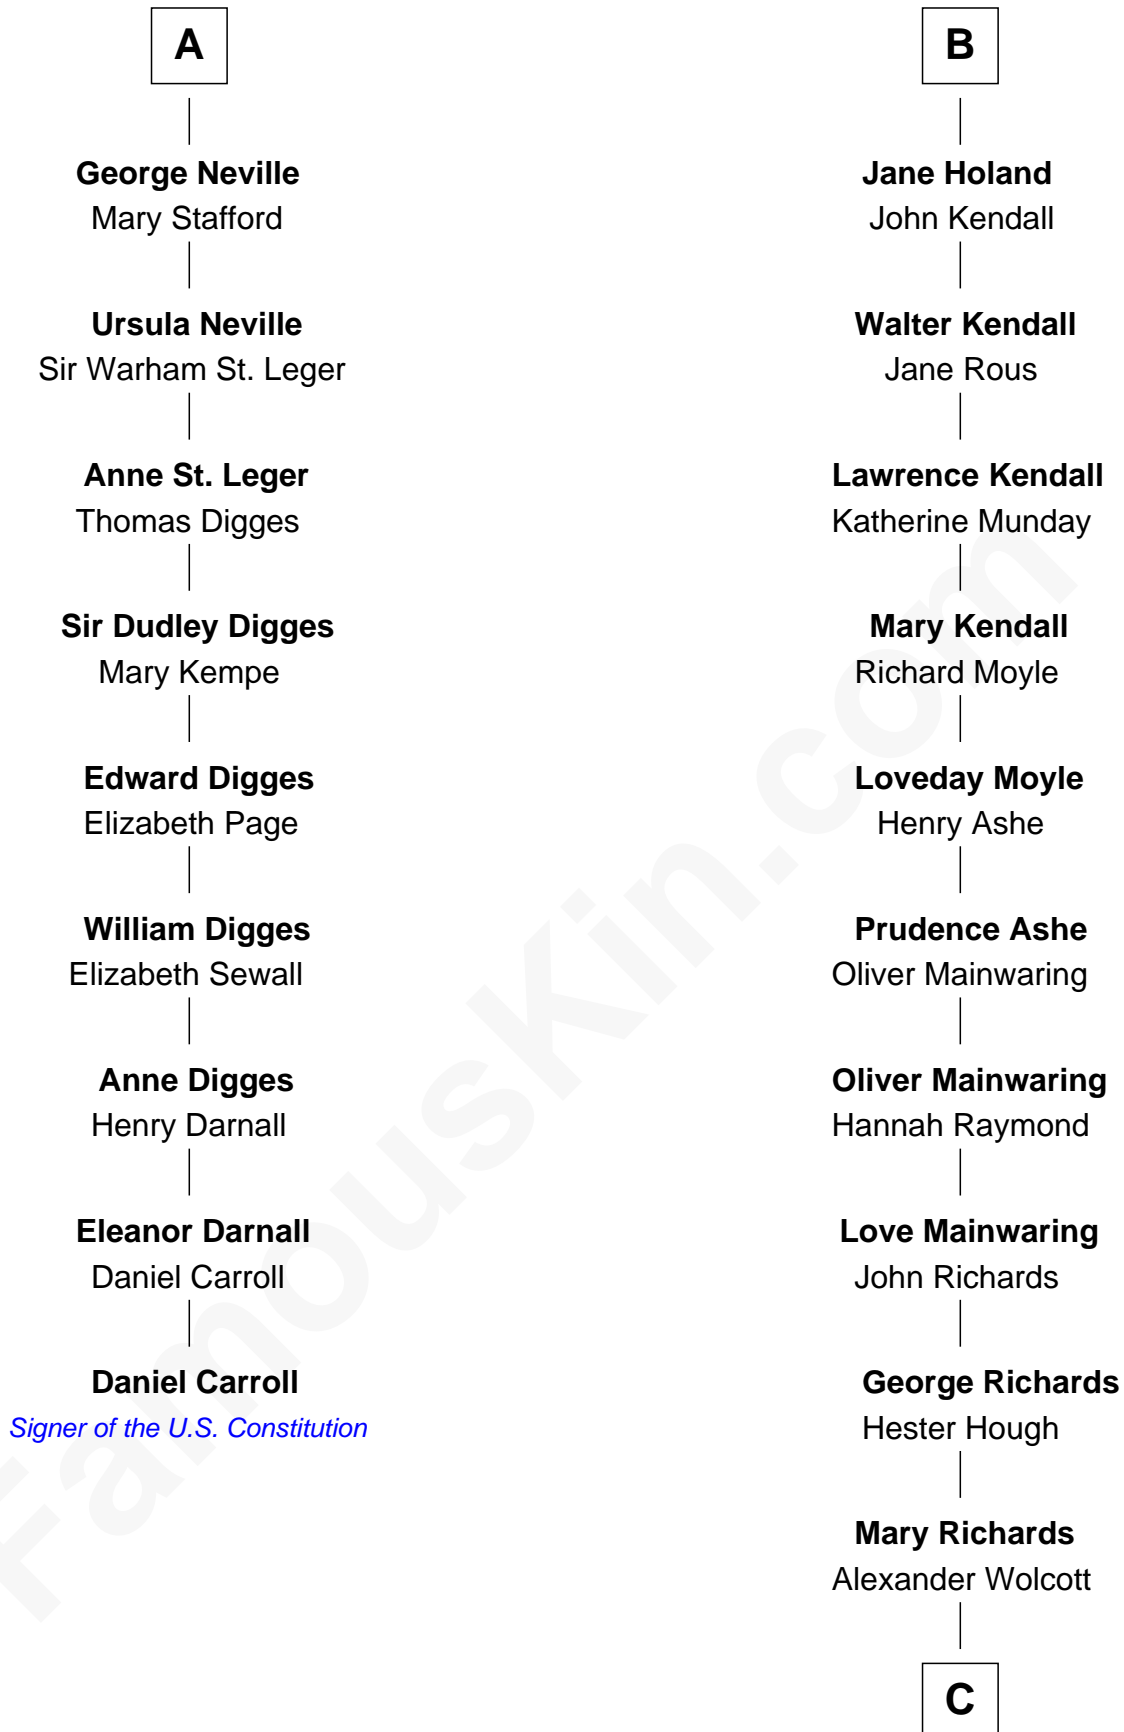 A
George Neville
Mary Stafford
Ursula Neville
Sir Warham St. Leger
Anne St. Leger
Thomas Digges
Sir Dudley Digges
Mary Kempe
Edward Digges
Elizabeth Page
William Digges
Elizabeth Sewall
Anne Digges
Henry Darnall
Eleanor Darnall
Daniel Carroll
Daniel Carroll
Signer of the U.S. Constitution
B
Jane Holand
John Kendall
Walter Kendall
Jane Rous
Lawrence Kendall
Katherine Munday
Mary Kendall
Richard Moyle
Loveday Moyle
Henry Ashe
Prudence Ashe
Oliver Mainwaring
Oliver Mainwaring
Hannah Raymond
Love Mainwaring
John Richards
George Richards
Hester Hough
Mary Richards
Alexander Wolcott
C
FamousKin.com